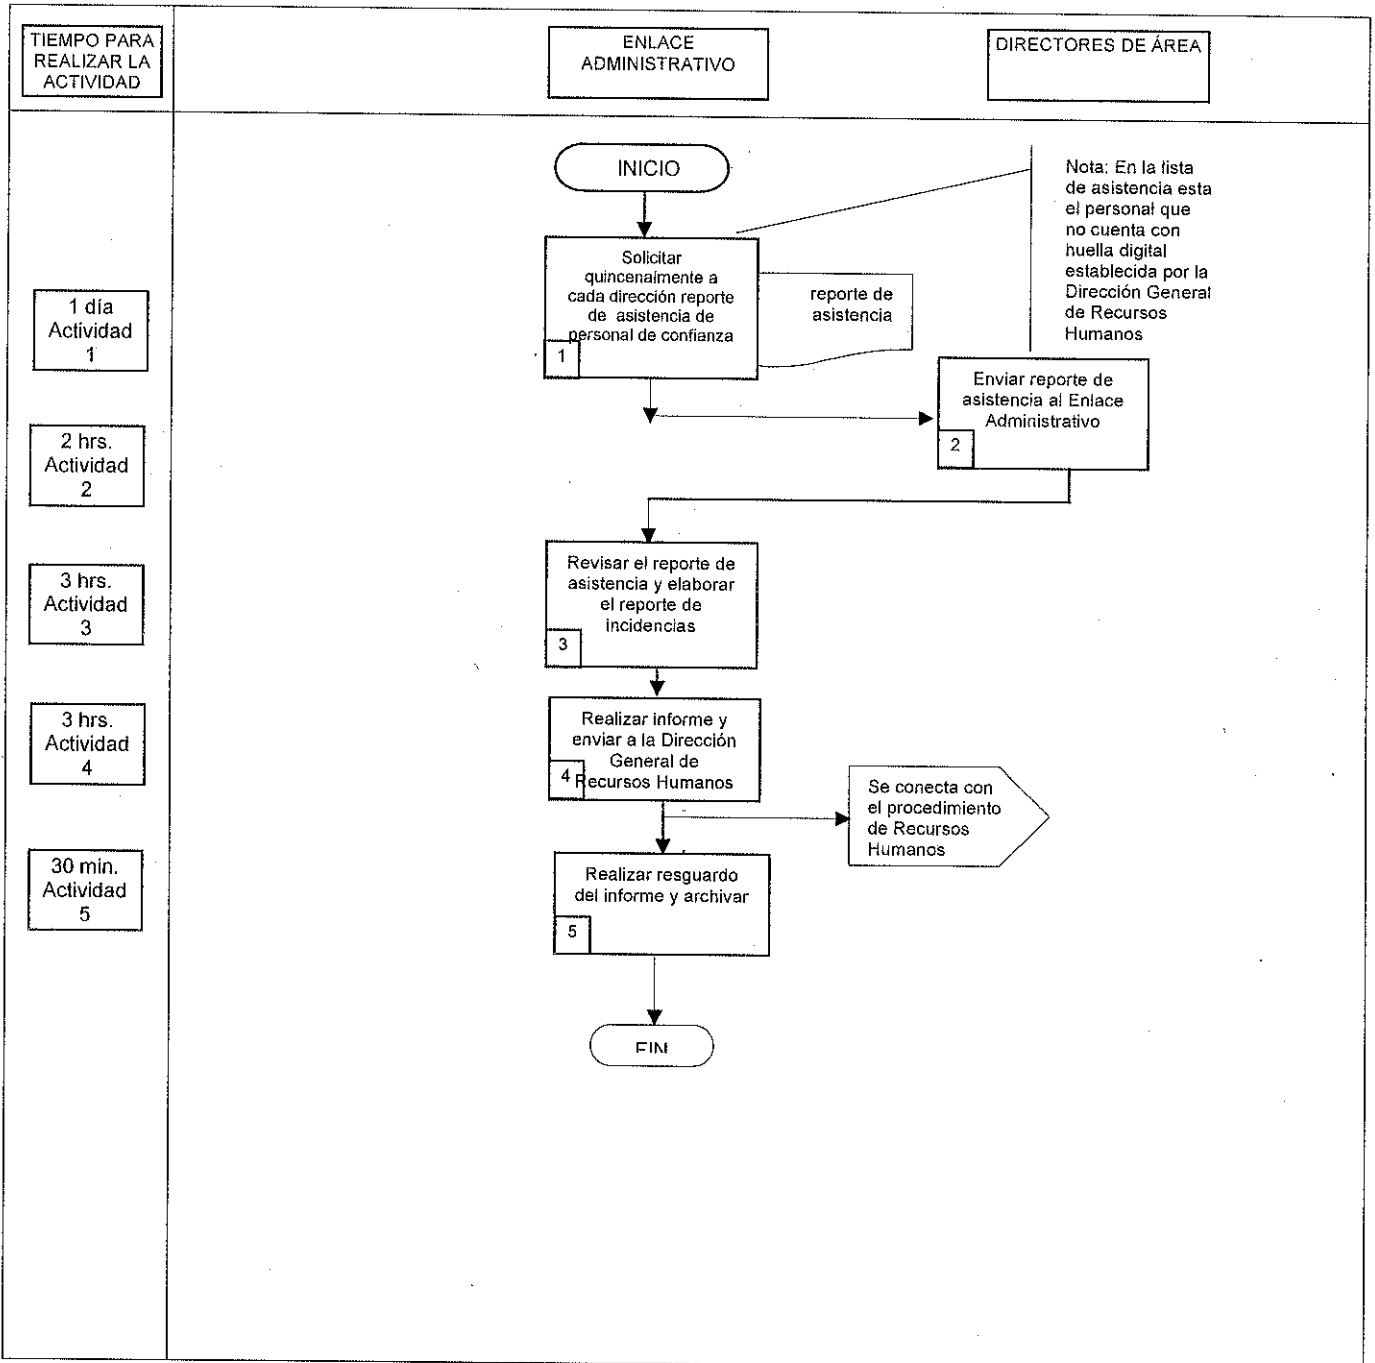 TIEMPO PARA
REALIZAR LA
ACTIVIDAD
ENLACE
ADMINISTRATIVO
DIRECTORES DE ÁREA
INICIO
Nota: En la lista
de asistencia esta
el personal que
no cuenta con
huella digital
establecida por la
Dirección General
de Recursos
Humanos
1 día
Actividad
1
Solicitar
quincenalmente a
cada dirección reporte
de asistencia de
personal de confianza
1
reporte de
asistencia
Enviar reporte de
asistencia al Enlace
Administrativo
2
2 hrs.
Actividad
2
3 hrs.
Actividad
3
Revisar el reporte de
asistencia y elaborar
el reporte de
incidencias
3
3 hrs.
Actividad
4
Realizar informe y
enviar a la Dirección
General de
Recursos Humanos
4
Se conecta con
el procedimiento
de Recursos
Humanos
30 min.
Actividad
5
Realizar resguardo
del informe y archivar
5
FIN